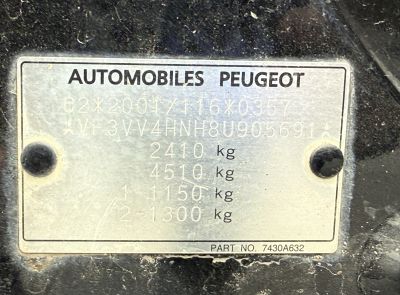 AUTOMOBILES PEUGEOT
B2*2001/116*0357
*VF3VV4HNH8U905691*
2410 kg
4510 kg
1-1150 kg
2-1300 kg
PART NO. 7430A632